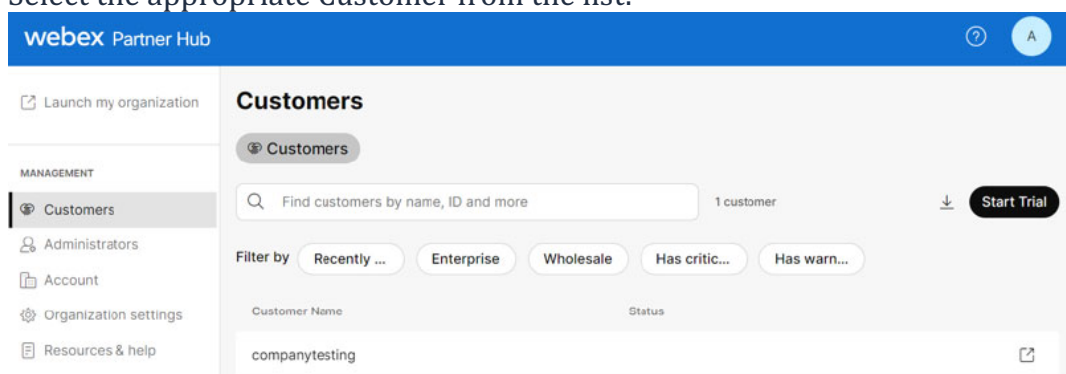 Select the appropriate Customer from the list.
webex Partner Hub
A
Launch my organization
MANAGEMENT
Customers
Administrators
Account
Organization settings
Resources & help
Customers
Customers
Find customers by name, ID and more
1 customer
Start Trial
Filter by Recently ... Enterprise Wholesale Has critic... Has warn...
Customer Name Status
companytesting